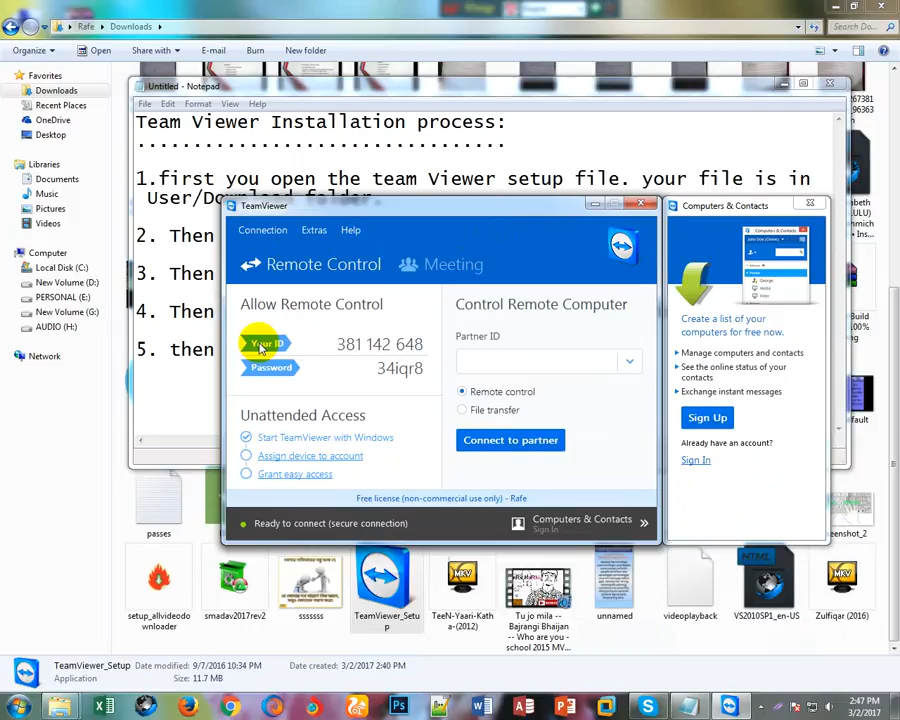 Rafe
Downloads
Search Do...
Organize
Open
Share with
E-mail
Burn
New folder
Favorites
Downloads
Recent Places
OneDrive
Desktop
Libraries
Documents
Music
Pictures
Videos
Computer
Local Disk (C:)
New Volume (D:)
PERSONAL (E:)
New Volume (G:)
AUDIO (H:)
Network
Untitled - Notepad
File Edit Format View Help
Team Viewer Installation process:
.................................
1.first you open the team Viewer setup file. your file is in
User/Download folder.
2. Then
3. Then
4. Then
5. then
TeamViewer
Connection Extras Help
Remote Control
Meeting
Allow Remote Control
Your ID 381 142 648
Password 34iqr8
Unattended Access
Start TeamViewer with Windows
Assign device to account
Grant easy access
Control Remote Computer
Partner ID
Remote control
File transfer
Connect to partner
Free license (non-commercial use only) - Rafe
Ready to connect (secure connection)
Computers & Contacts
Sign In
Computers & Contacts
Create a list of your
computers for free now.
Manage computers and contacts
See the online status of your
contacts
Exchange instant messages
Sign Up
Already have an account?
Sign In
passes
setup_allvideodo
wnloader
smadav2017rev2
sssssss
TeamViewer_Setu
p
TeeN-Yaari-Kath
a-(2012)
Tu jo mila --
Bajrangi Bhaijan
-- Who are you -
school 2015 MV...
unnamed
videoplayback
HTML
VS2010SP1_en-US
MKV
Zulfiqar (2016)
TeamViewer_Setup
Application
Date modified: 9/7/2016 10:34 PM
Size: 11.7 MB
Date created: 3/2/2017 2:40 PM
2:47 PM
3/2/2017